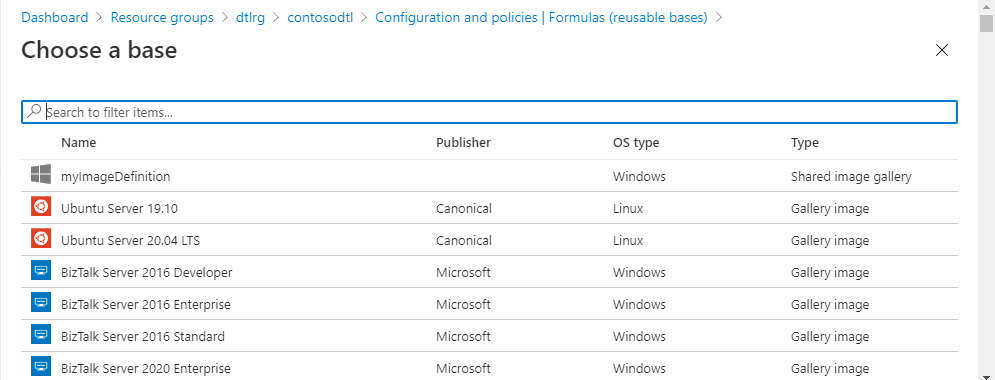 Dashboard > Resource groups > dtlrg > contosodtl > Configuration and policies | Formulas (reusable bases) >
Choose a base
Search to filter items...
Name Publisher OS type Type
myImageDefinition Windows Shared image gallery
Ubuntu Server 19.10 Canonical Linux Gallery image
Ubuntu Server 20.04 LTS Canonical Linux Gallery image
BizTalk Server 2016 Developer Microsoft Windows Gallery image
BizTalk Server 2016 Enterprise Microsoft Windows Gallery image
BizTalk Server 2016 Standard Microsoft Windows Gallery image
BizTalk Server 2020 Enterprise Microsoft Windows Gallery image